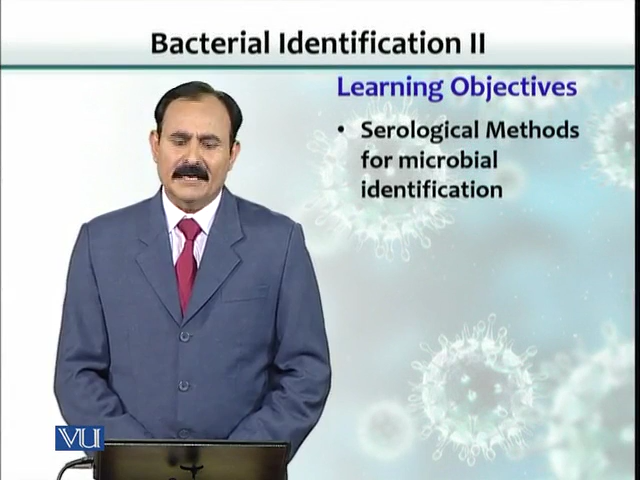 Bacterial Identification II
Learning Objectives
• Serological Methods
for microbial
identification
VU